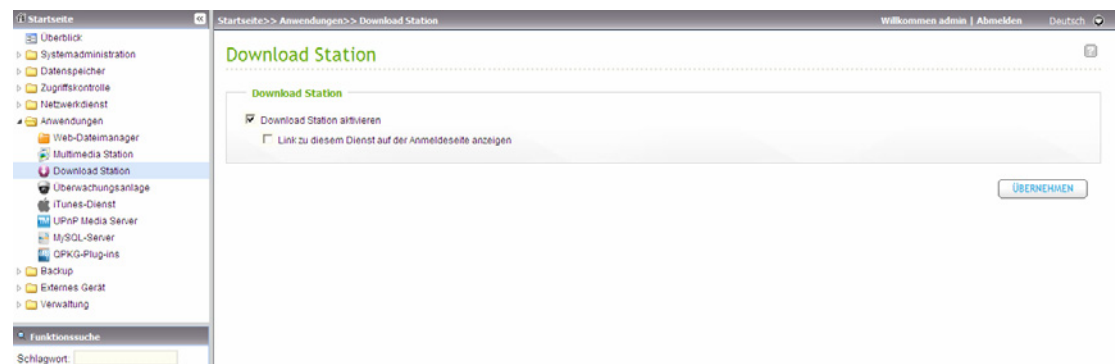 Startseite
Startseite>> Anwendungen>> Download Station
Willkommen admin | Abmelden
Deutsch
Überblick
Systemadministration
Datenspeicher
Zugriffskontrolle
Netzwerkdienst
Anwendungen
Web-Dateimanager
Multimedia Station
Download Station
Überwachungsanlage
iTunes-Dienst
UPnP Media Server
MySQL-Server
QPKG-Plug-ins
Backup
Externes Gerät
Verwaltung
Funktionssuche
Schlagwort:
Download Station
Download Station
Download Station aktivieren
Link zu diesem Dienst auf der Anmeldeseite anzeigen
ÜBERNEHMEN